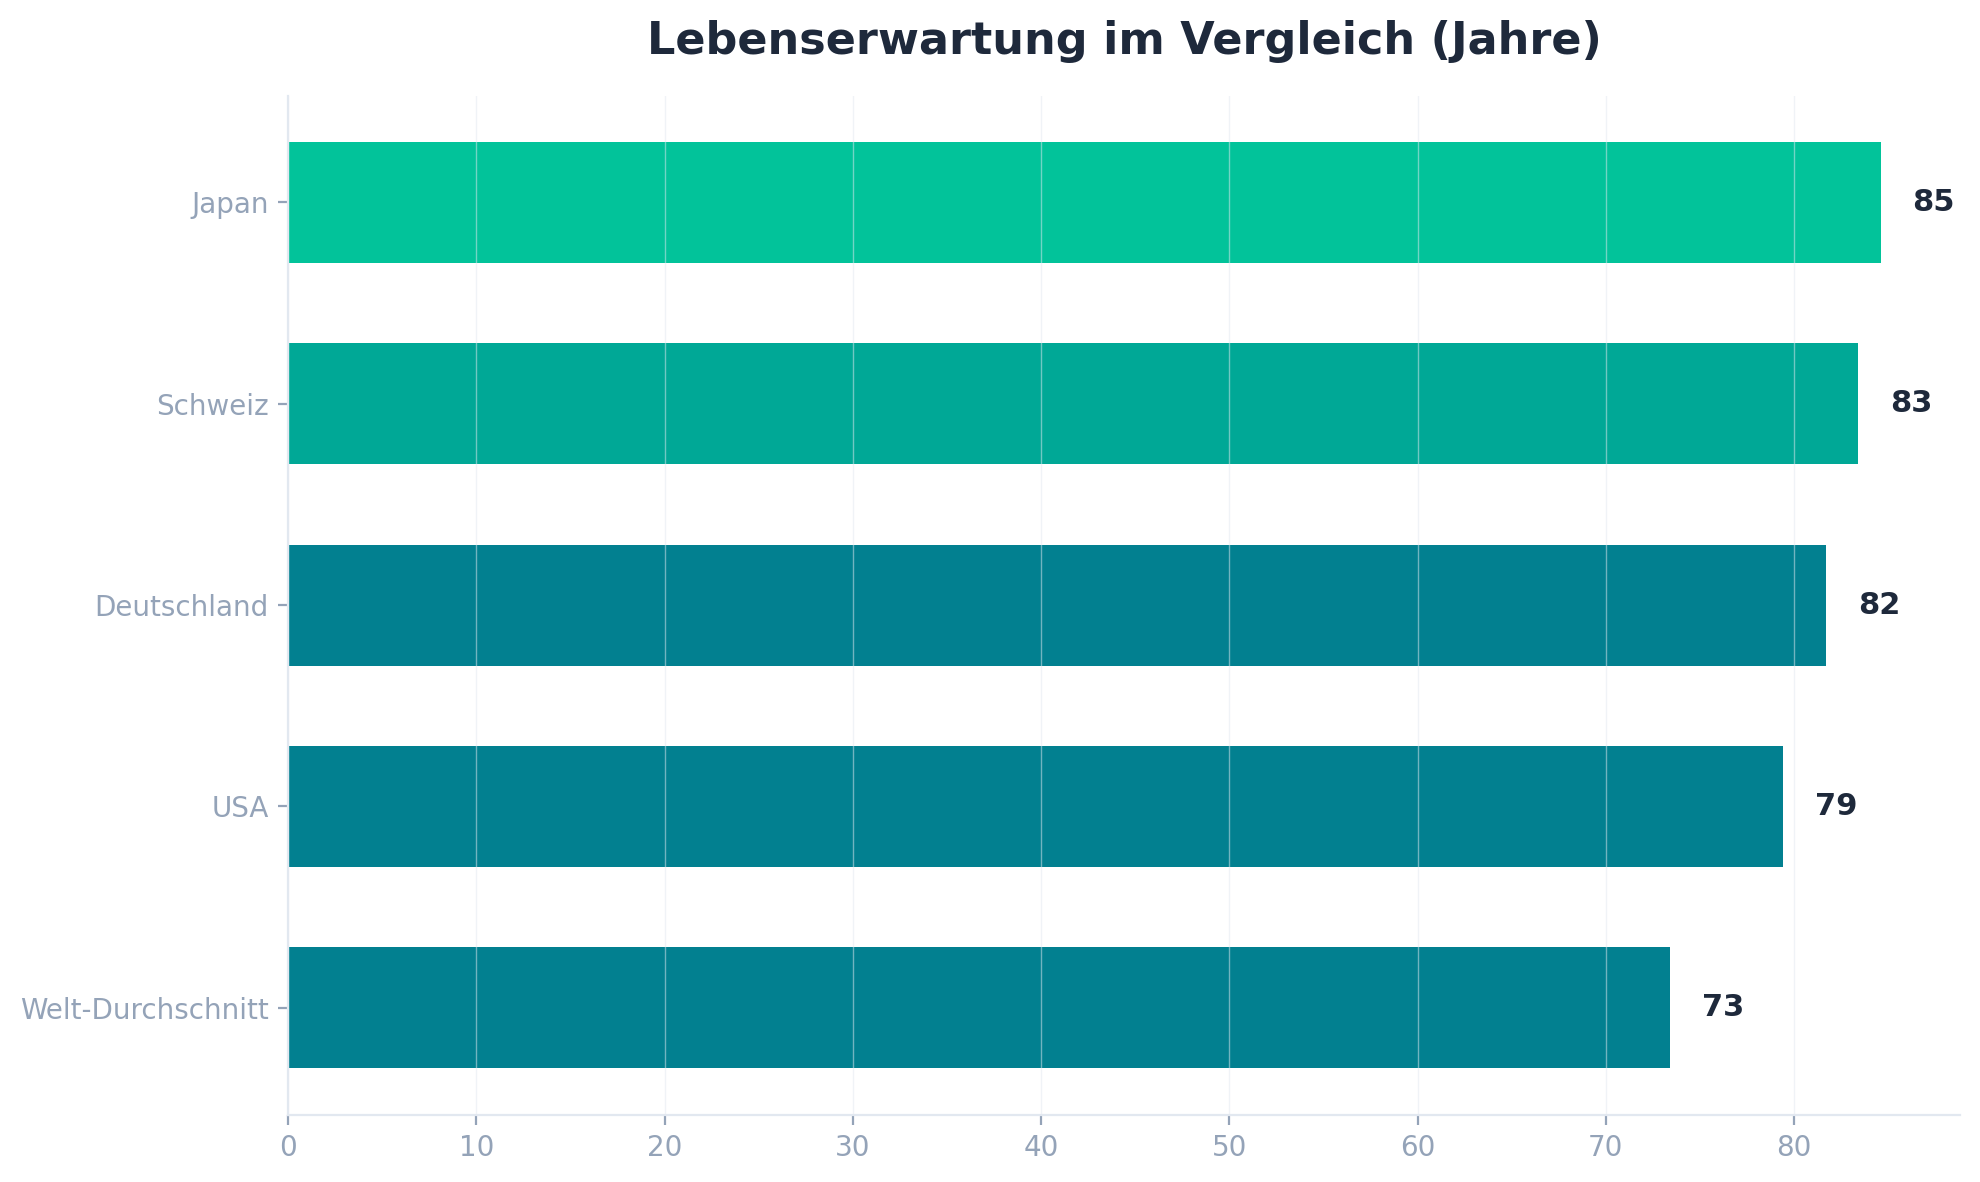 Lebenserwartung im Vergleich (Jahre)
Japan 85
Schweiz 83
Deutschland 82
USA 79
Welt-Durchschnitt 73
0 10 20 30 40 50 60 70 80